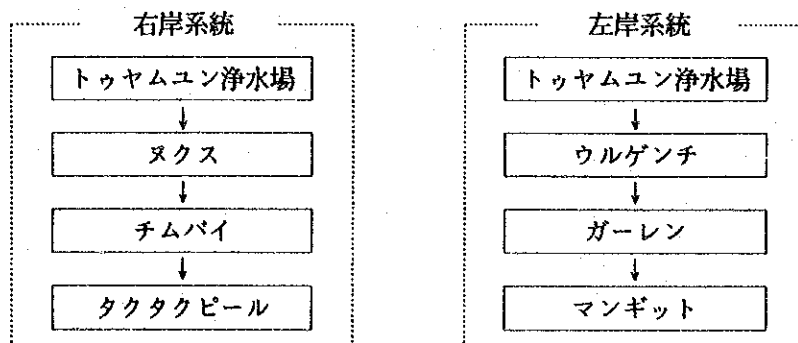 右岸系統
トゥヤムユン浄水場
↓
ヌクス
↓
チムバイ
↓
タクタクピール
左岸系統
トゥヤムユン浄水場
↓
ウルゲンチ
↓
ガーレン
↓
マンギット